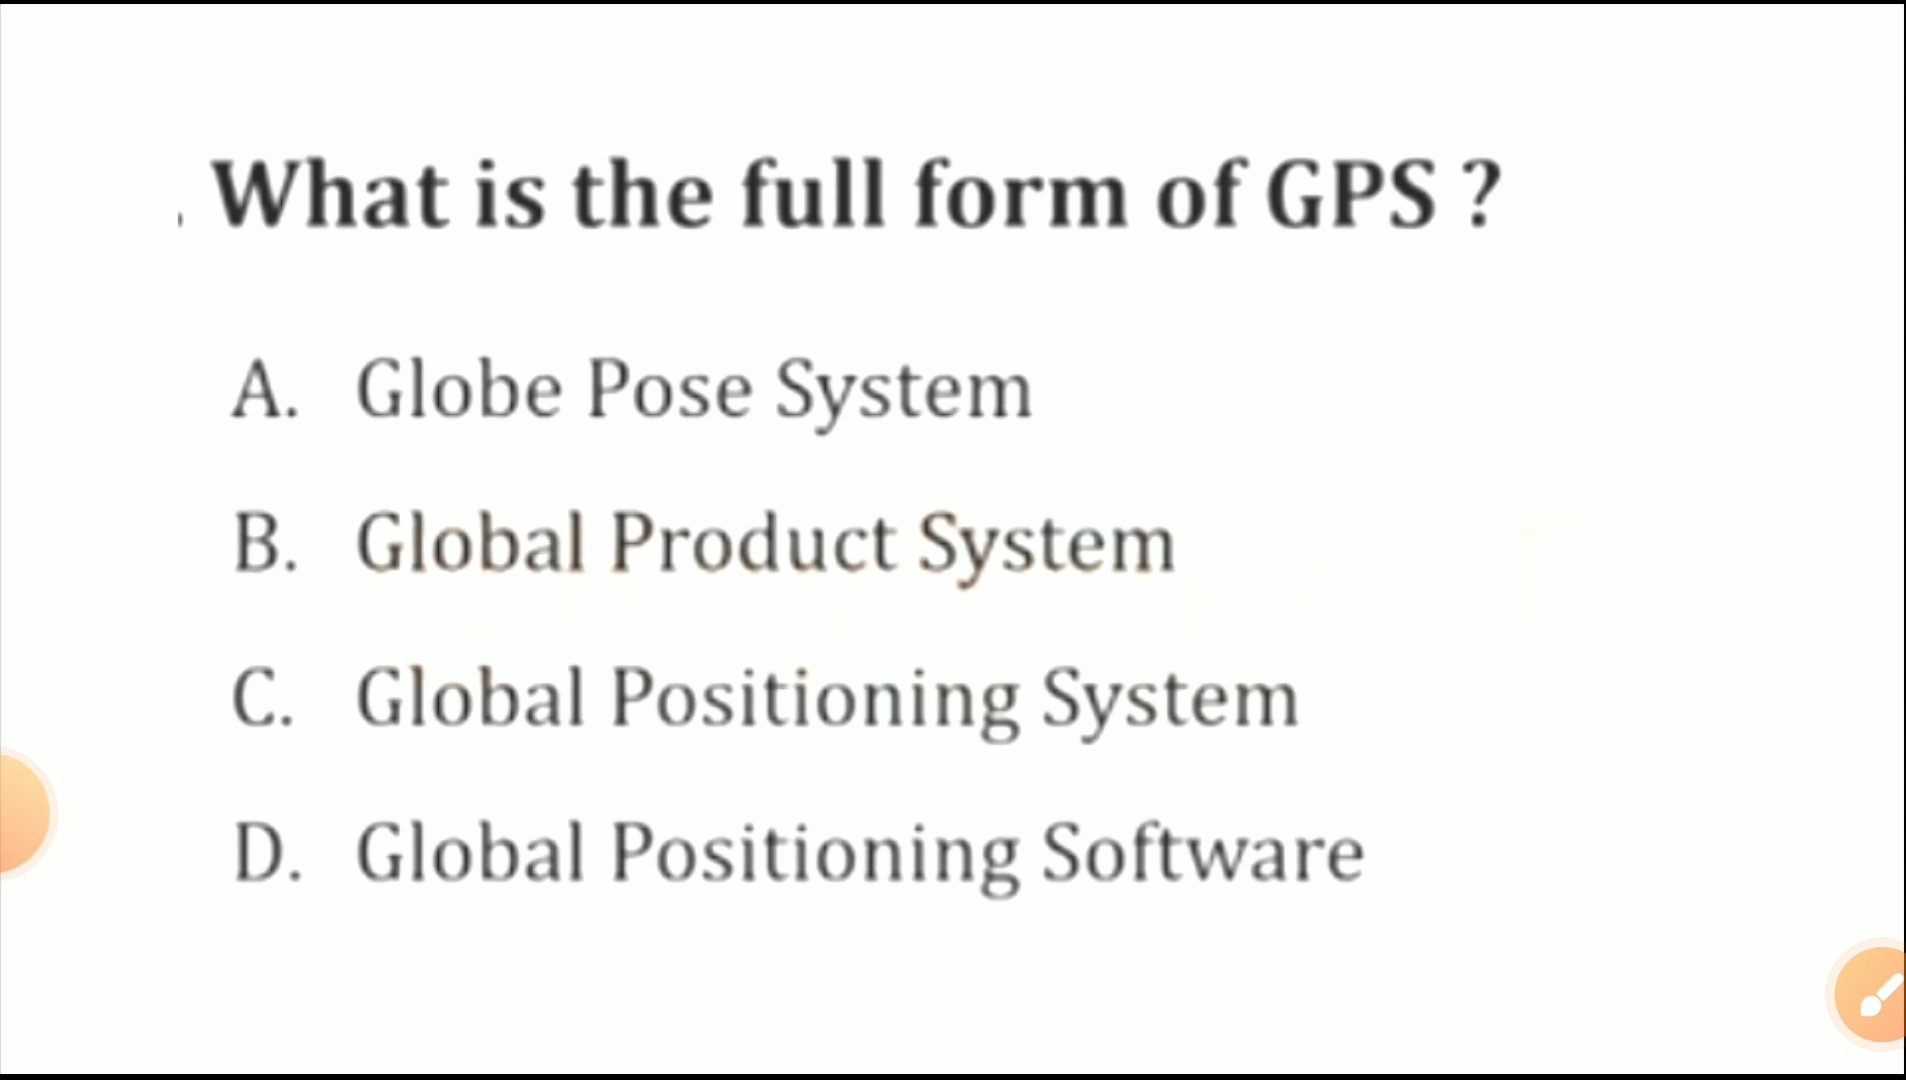 What is the full form of GPS ?
A. Globe Pose System
B. Global Product System
C. Global Positioning System
D. Global Positioning Software